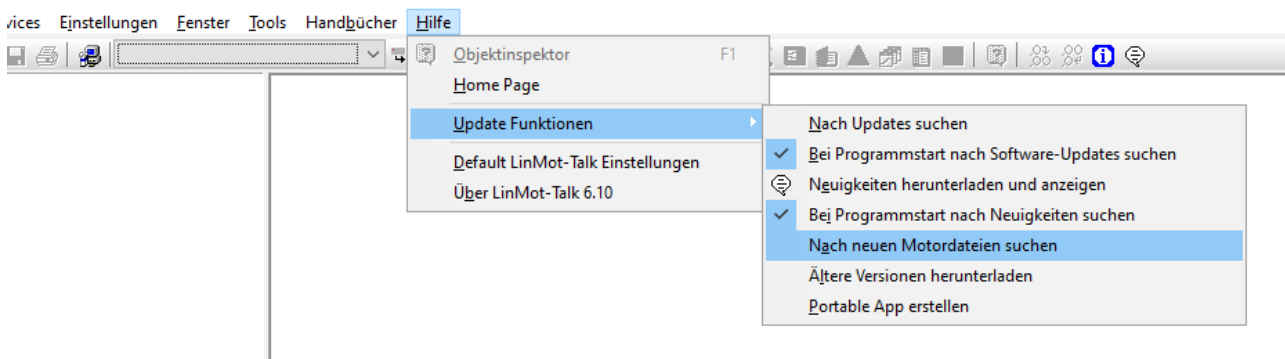 vices Einstellungen Fenster Tools Handbücher Hilfe
Objektinspektor F1
Home Page
Update Funktionen
Default LinMot-Talk Einstellungen
Über LinMot-Talk 6.10
Nach Updates suchen
Bei Programmstart nach Software-Updates suchen
Neuigkeiten herunterladen und anzeigen
Bei Programmstart nach Neuigkeiten suchen
Nach neuen Motordateien suchen
Ältere Versionen herunterladen
Portable App erstellen